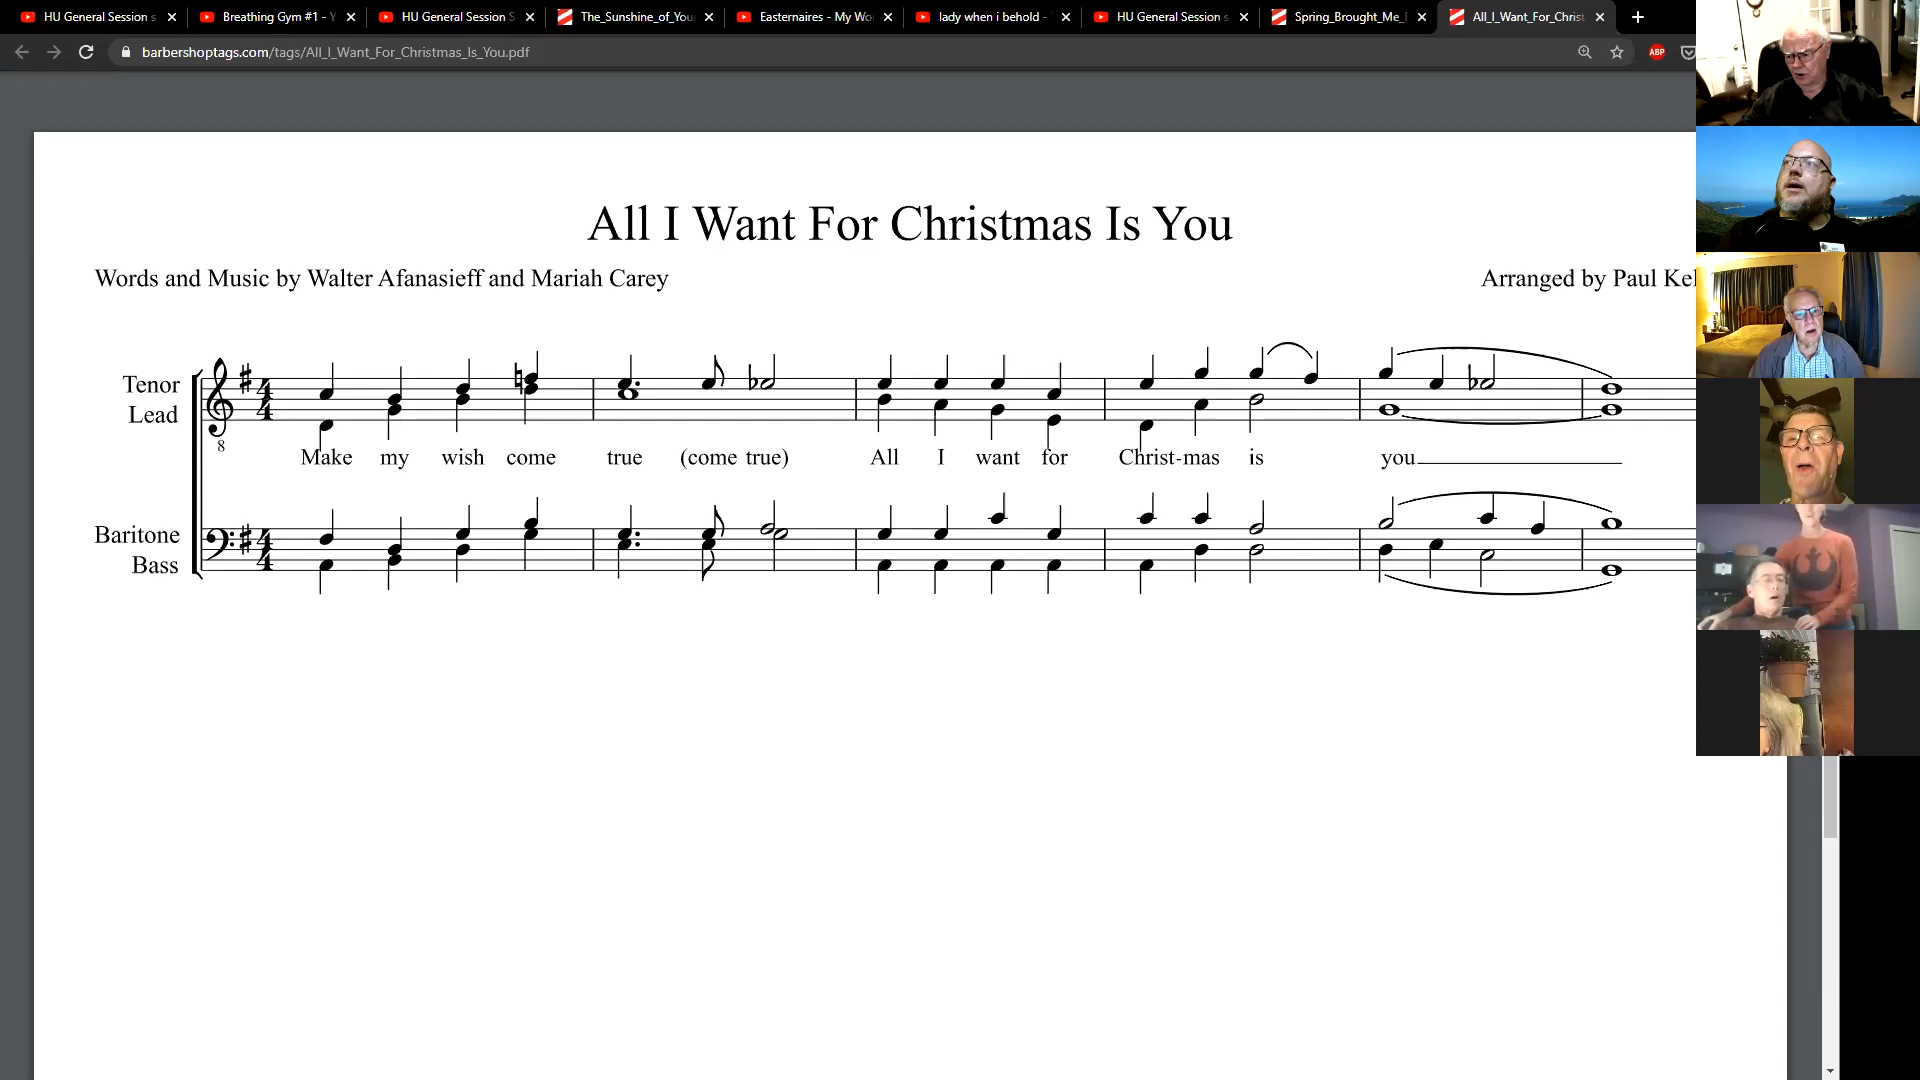 HU General Session s
Breathing Gym #1 - Y
HU General Session S
The_Sunshine_of_You
Easternaires - My Wo
lady when i behold -
HU General Session s
Spring_Brought_Me_
All_I_Want_For_Christ
barbershoptags.com/tags/All_I_Want_For_Christmas_Is_You.pdf
ABP
All I Want For Christmas Is You
Words and Music by Walter Afanasieff and Mariah Carey
Arranged by Paul Ke
Tenor
Lead
8
Make my wish come true (come true) All I want for Christ-mas is you
Baritone
Bass